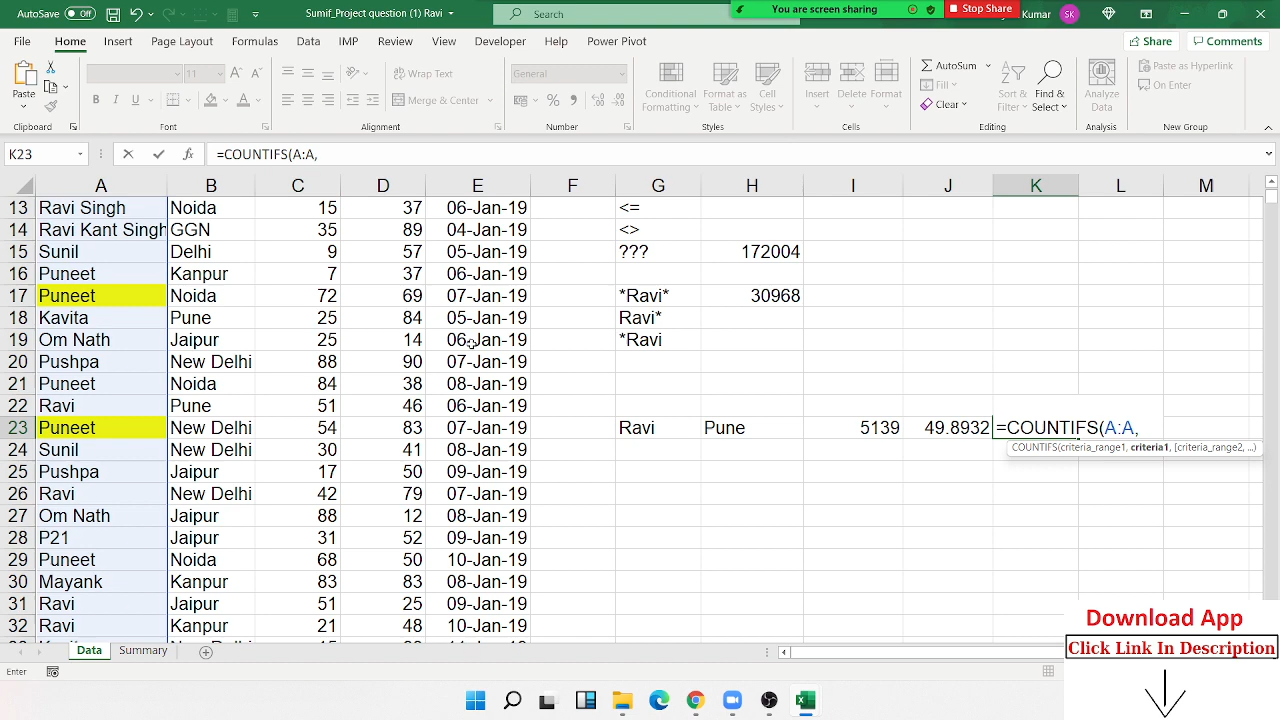 AutoSave Off Sumif_Project question (1) Ravi Search You are screen sharing Stop Share Kumar SK
File Home Insert Draw Page Layout Formulas Data IMP Review View Developer Help Power Pivot Share Comments
Paste 11 Wrap Text General Conditional Formatting Format as Table Cell Styles Insert Delete Format AutoSum Sort & Filter Find & Select Analyze Data Paste as Hyperlink
B I U Merge & Center % Fill Clear On Enter
Clipboard Font Alignment Number Styles Cells Editing Analysis New Group
K23 fx =COUNTIFS(A:A,
A B C D E F G H I J K L M
13 Ravi Singh Noida 15 37 06-Jan-19 <=
14 Ravi Kant Singh GGN 35 89 04-Jan-19 <>
15 Sunil Delhi 9 57 05-Jan-19 ??? 172004
16 Puneet Kanpur 7 37 06-Jan-19
17 Puneet Noida 72 69 07-Jan-19 *Ravi* 30968
18 Kavita Pune 25 84 05-Jan-19 Ravi*
19 Om Nath Jaipur 25 14 06-Jan-19 *Ravi
20 Pushpa New Delhi 88 90 07-Jan-19
21 Puneet Noida 84 38 08-Jan-19
22 Ravi Pune 51 46 06-Jan-19
23 Puneet New Delhi 54 83 07-Jan-19 Ravi Pune 5139 49.8932 =COUNTIFS(A:A,
24 Sunil New Delhi 30 41 08-Jan-19 COUNTIFS(criteria_range1, criteria1, [criteria_range2, ...)
25 Pushpa Jaipur 17 50 09-Jan-19
26 Ravi New Delhi 42 79 07-Jan-19
27 Om Nath Jaipur 88 12 08-Jan-19
28 P21 Jaipur 31 52 09-Jan-19
29 Puneet Noida 68 50 10-Jan-19
30 Mayank Kanpur 83 83 08-Jan-19
31 Ravi Jaipur 51 25 09-Jan-19
32 Ravi Kanpur 21 48 10-Jan-19
Download App
Click Link In Description
Data Summary
Enter